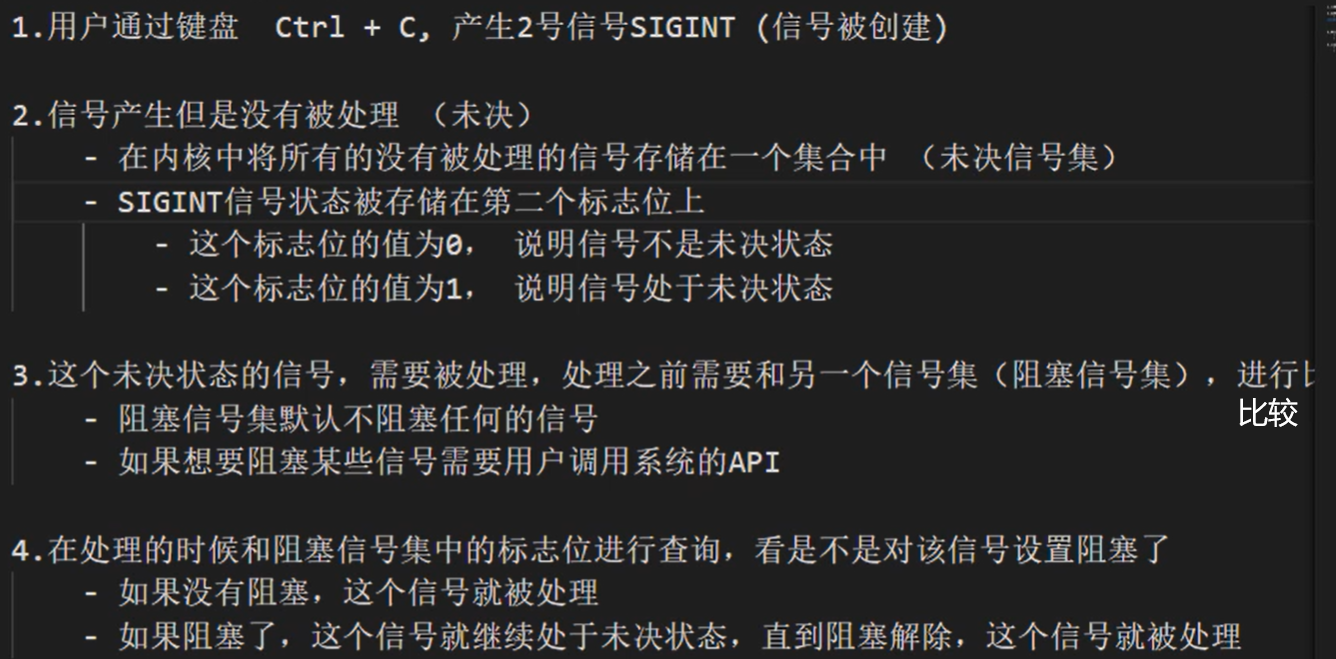 1.用户通过键盘 Ctrl + C, 产生2号信号SIGINT (信号被创建)
2.信号产生但是没有被处理 （未决）
- 在内核中将所有的没有被处理的信号存储在一个集合中 （未决信号集）
- SIGINT信号状态被存储在第二个标志位上
- 这个标志位的值为0， 说明信号不是未决状态
- 这个标志位的值为1， 说明信号处于未决状态
3.这个未决状态的信号，需要被处理，处理之前需要和另一个信号集（阻塞信号集），进行比
比较
- 阻塞信号集默认不阻塞任何的信号
- 如果想要阻塞某些信号需要用户调用系统的API
4.在处理的时候和阻塞信号集中的标志位进行查询，看是不是对该信号设置阻塞了
- 如果没有阻塞，这个信号就被处理
- 如果阻塞了，这个信号就继续处于未决状态，直到阻塞解除，这个信号就被处理